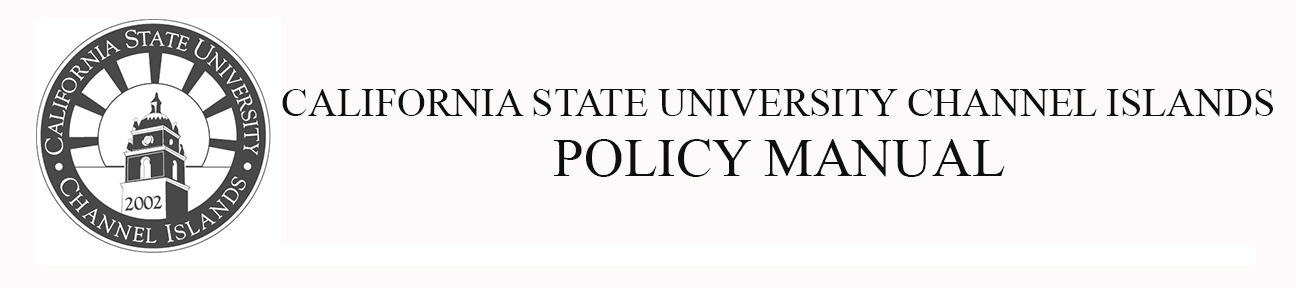 CALIFORNIA STATE UNIVERSITY
CHANNEL ISLANDS
2002
CALIFORNIA STATE UNIVERSITY CHANNEL ISLANDS
POLICY MANUAL